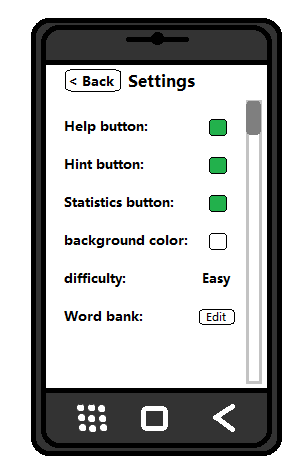 < Back Settings
Help button:
Hint button:
Statistics button:
background color:
difficulty: Easy
Word bank: Edit